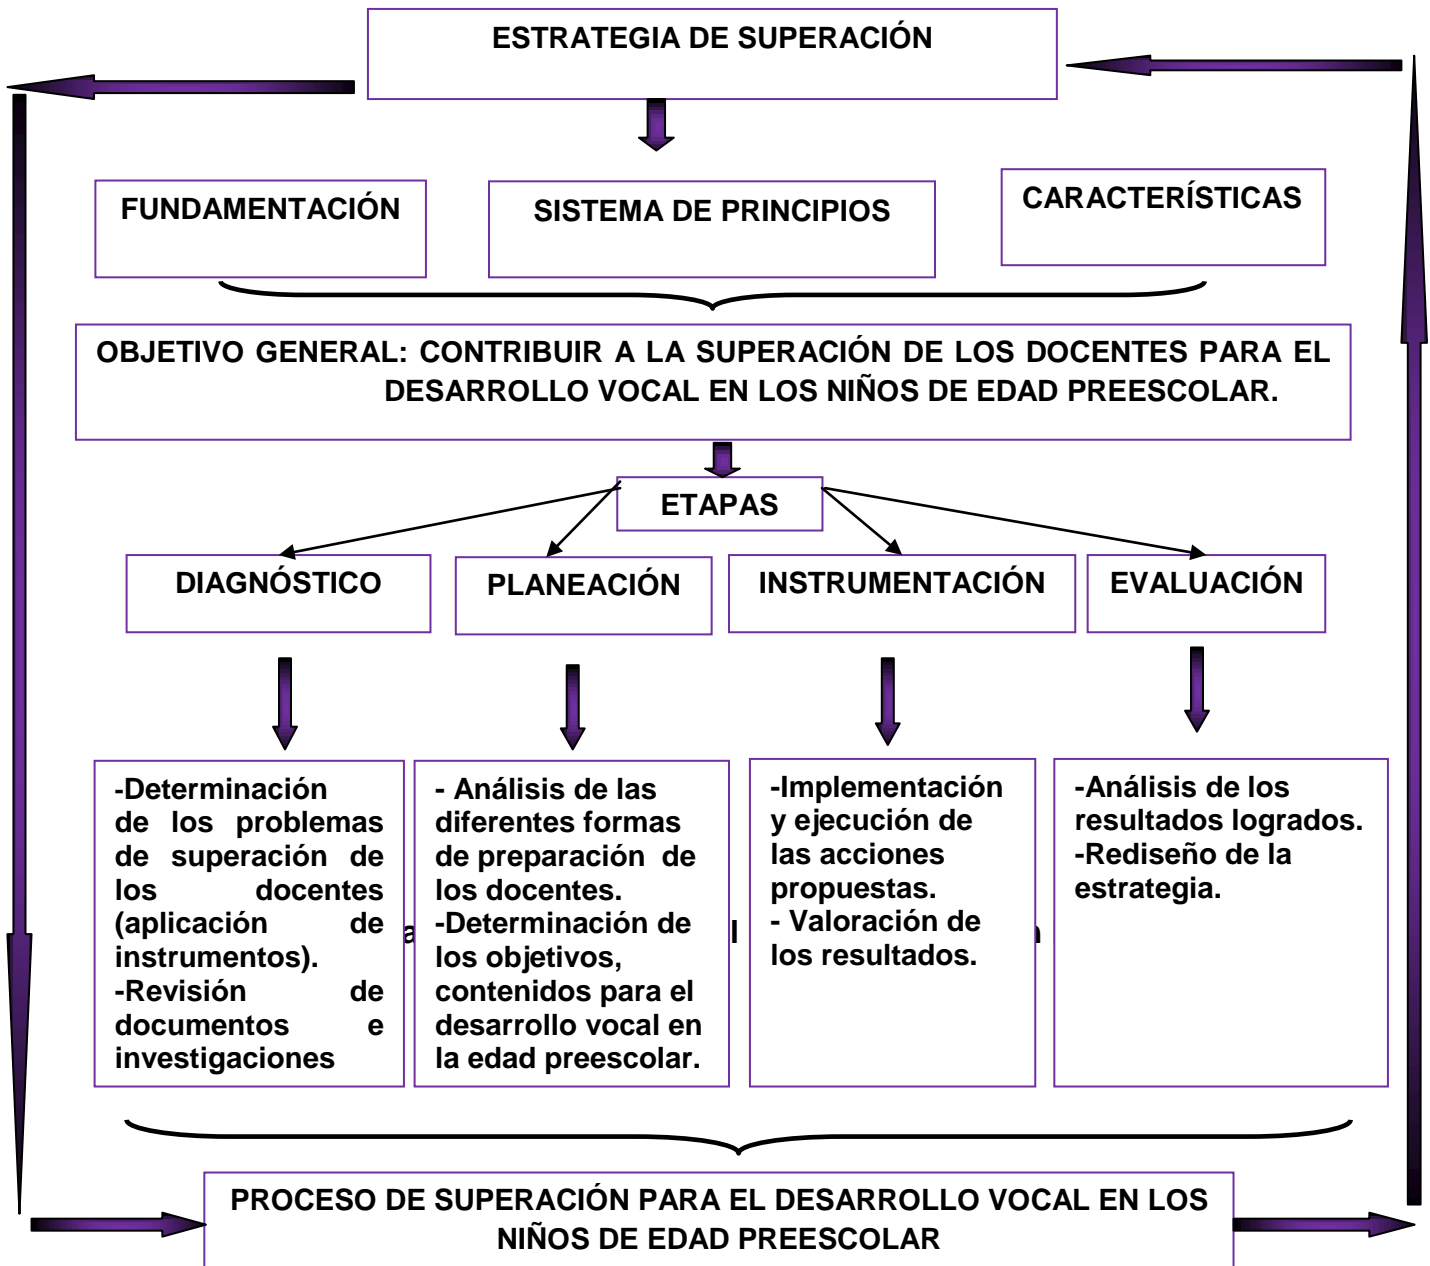 ESTRATEGIA DE SUPERACIÓN
FUNDAMENTACIÓN
SISTEMA DE PRINCIPIOS
CARACTERÍSTICAS
OBJETIVO GENERAL: CONTRIBUIR A LA SUPERACIÓN DE LOS DOCENTES PARA EL
DESARROLLO VOCAL EN LOS NIÑOS DE EDAD PREESCOLAR.
ETAPAS
DIAGNÓSTICO
PLANEACIÓN
INSTRUMENTACIÓN
EVALUACIÓN
-Determinación
de los problemas
de superación de
los docentes
(aplicación de
instrumentos).
-Revisión de
documentos e
investigaciones
- Análisis de las
diferentes formas
de preparación de
los docentes.
-Determinación de
los objetivos,
contenidos para el
desarrollo vocal en
la edad preescolar.
-Implementación
y ejecución de
las acciones
propuestas.
- Valoración de
los resultados.
-Análisis de los
resultados logrados.
-Rediseño de la
estrategia.
PROCESO DE SUPERACIÓN PARA EL DESARROLLO VOCAL EN LOS
NIÑOS DE EDAD PREESCOLAR